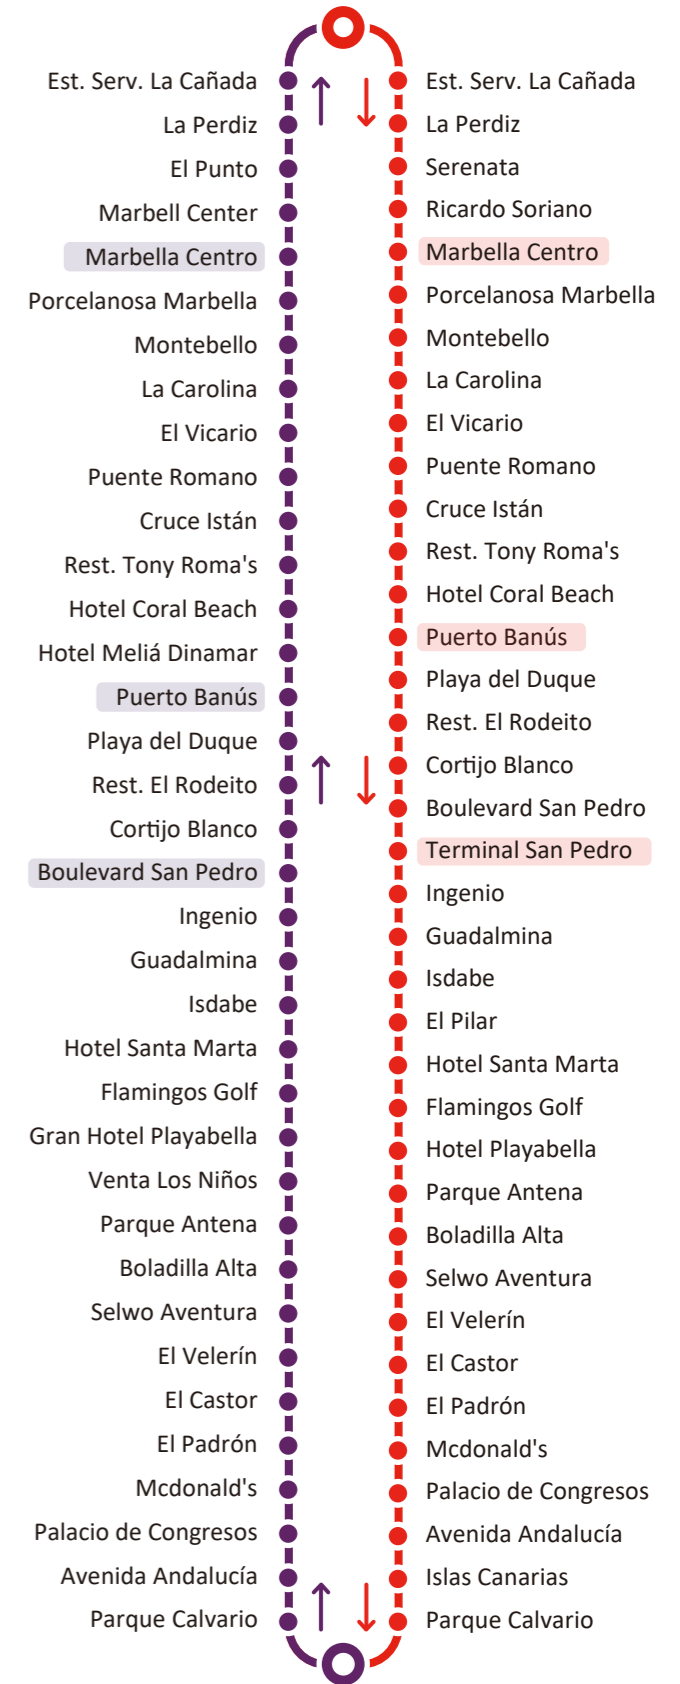 Est. Serv. La Cañada
La Perdiz
El Punto
Marbell Center
Marbella Centro
Porcelanosa Marbella
Montebello
La Carolina
El Vicario
Puente Romano
Cruce Istán
Rest. Tony Roma's
Hotel Coral Beach
Hotel Meliá Dinamar
Puerto Banús
Playa del Duque
Rest. El Rodeito
Cortijo Blanco
Boulevard San Pedro
Ingenio
Guadalmina
Isdabe
Hotel Santa Marta
Flamingos Golf
Gran Hotel Playabella
Venta Los Niños
Parque Antena
Boladilla Alta
Selwo Aventura
El Velerín
El Castor
El Padrón
Mcdonald's
Palacio de Congresos
Avenida Andalucía
Parque Calvario
Est. Serv. La Cañada
La Perdiz
Serenata
Ricardo Soriano
Marbella Centro
Porcelanosa Marbella
Montebello
La Carolina
El Vicario
Puente Romano
Cruce Istán
Rest. Tony Roma's
Hotel Coral Beach
Puerto Banús
Playa del Duque
Rest. El Rodeito
Cortijo Blanco
Boulevard San Pedro
Terminal San Pedro
Ingenio
Guadalmina
Isdabe
El Pilar
Hotel Santa Marta
Flamingos Golf
Hotel Playabella
Parque Antena
Boladilla Alta
Selwo Aventura
El Velerín
El Castor
El Padrón
Mcdonald's
Palacio de Congresos
Avenida Andalucía
Islas Canarias
Parque Calvario